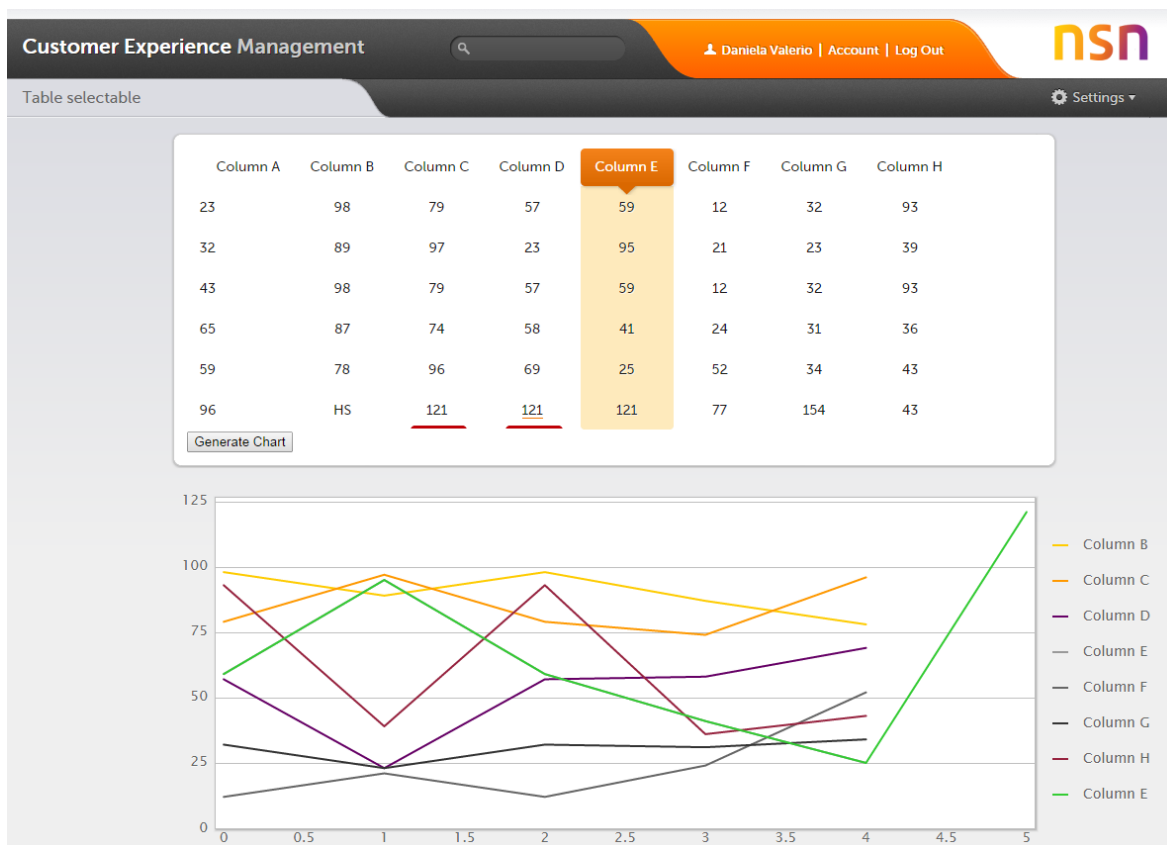 Customer Experience Management
Daniela Valerio | Account | Log Out
nsn
Table selectable
Settings
Column A Column B Column C Column D Column E Column F Column G Column H
23 98 79 57 59 12 32 93
32 89 97 23 95 21 23 39
43 98 79 57 59 12 32 93
65 87 74 58 41 24 31 36
59 78 96 69 25 52 34 43
96 HS 121 121 121 77 154 43
Generate Chart
125
100
75
50
25
0
0 0.5 1 1.5 2 2.5 3 3.5 4 4.5 5
Column B
Column C
Column D
Column E
Column F
Column G
Column H
Column E